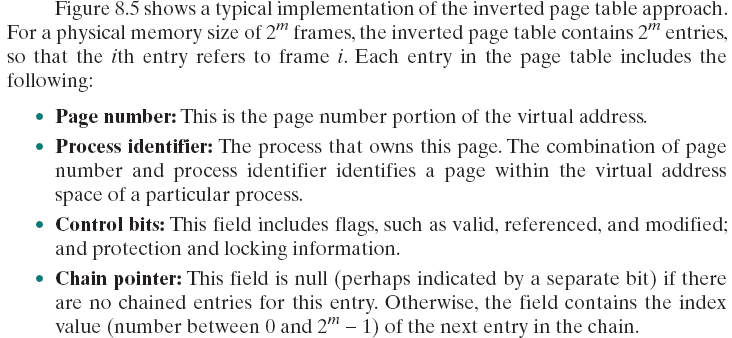 Figure 8.5 shows a typical implementation of the inverted page table approach.
For a physical memory size of 2^m frames, the inverted page table contains 2^m entries,
so that the ith entry refers to frame i. Each entry in the page table includes the
following:
• Page number: This is the page number portion of the virtual address.
• Process identifier: The process that owns this page. The combination of page
number and process identifier identifies a page within the virtual address
space of a particular process.
• Control bits: This field includes flags, such as valid, referenced, and modified;
and protection and locking information.
• Chain pointer: This field is null (perhaps indicated by a separate bit) if there
are no chained entries for this entry. Otherwise, the field contains the index
value (number between 0 and 2^m – 1) of the next entry in the chain.